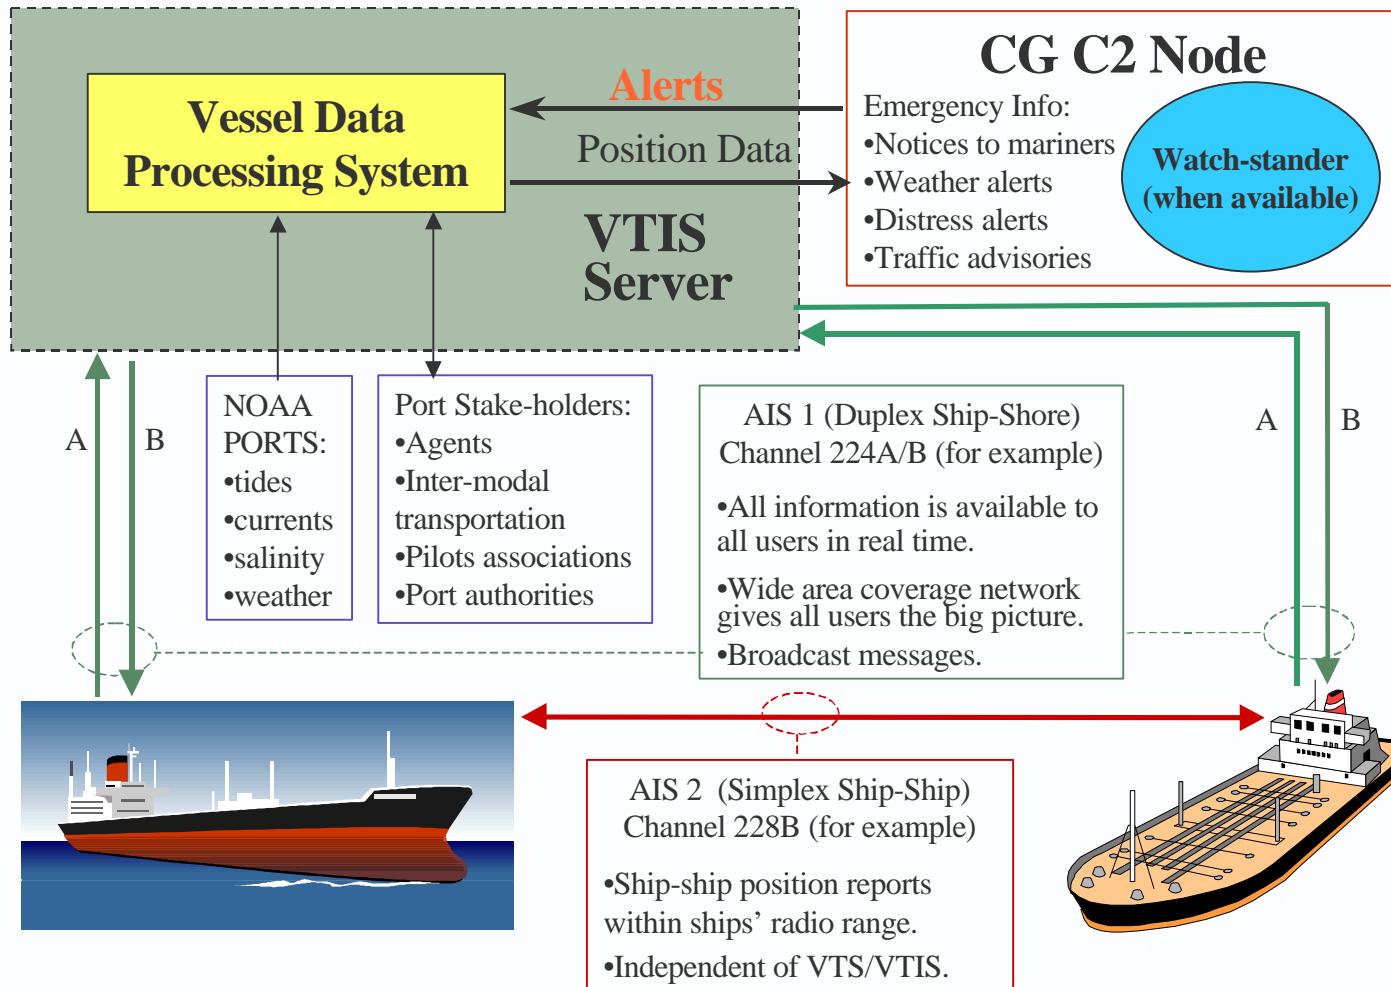 Vessel Data
Processing System
Alerts
Position Data
VTIS
Server
CG C2 Node
Emergency Info:
•Notices to mariners
•Weather alerts
•Distress alerts
•Traffic advisories
Watch-stander
(when available)
A
B
NOAA
PORTS:
•tides
•currents
•salinity
•weather
Port Stake-holders:
•Agents
•Inter-modal
transportation
•Pilots associations
•Port authorities
AIS 1 (Duplex Ship-Shore)
Channel 224A/B (for example)
•All information is available to
all users in real time.
•Wide area coverage network
gives all users the big picture.
•Broadcast messages.
A
B
AIS 2 (Simplex Ship-Ship)
Channel 228B (for example)
•Ship-ship position reports
within ships’ radio range.
•Independent of VTS/VTIS.